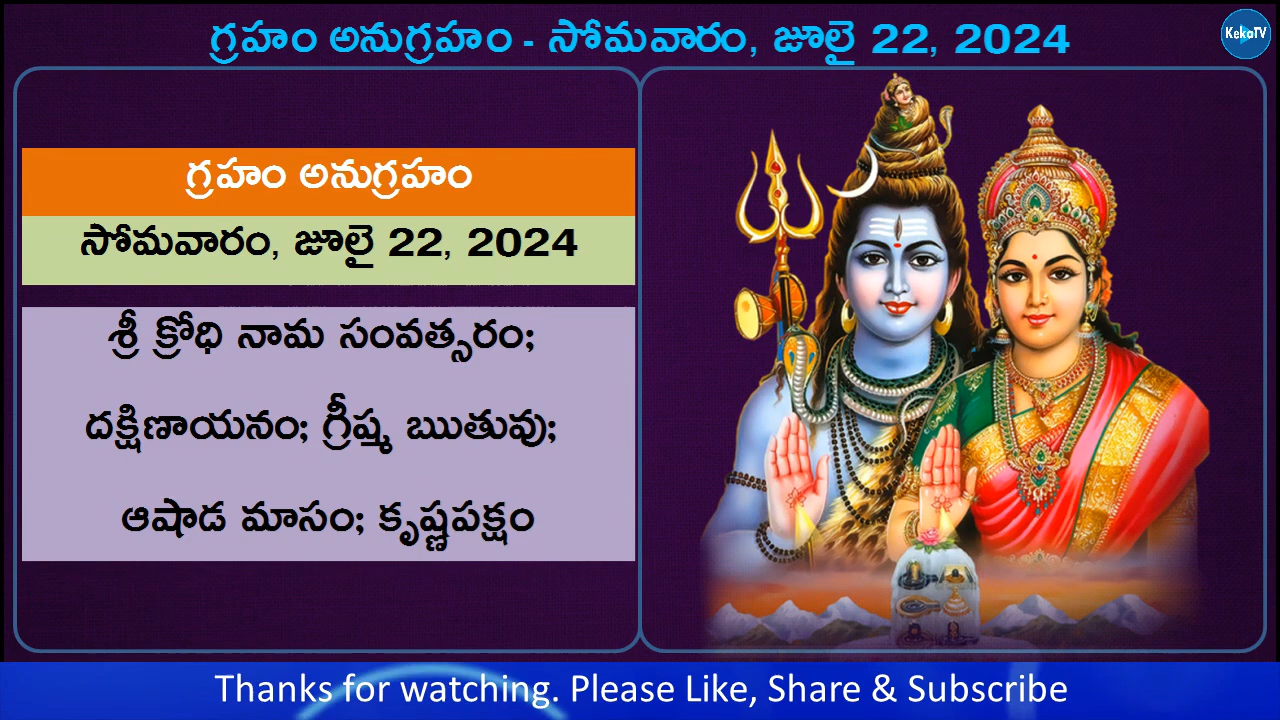 గ్రహం అనుగ్రహం - సోమవారం, జూలై 22, 2024
KekaTV
గ్రహం అనుగ్రహం
సోమవారం, జూలై 22, 2024
శ్రీ క్రోధి నామ సంవత్సరం;
దక్షిణాయనం; గ్రీష్మ ఋతువు;
ఆషాడ మాసం; కృష్ణపక్షం
Thanks for watching. Please Like, Share & Subscribe